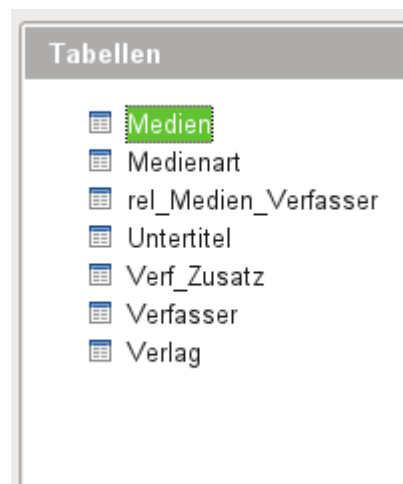 Tabellen
Medien
Medienart
rel_Medien_Verfasser
Untertitel
Verf_Zusatz
Verfasser
Verlag